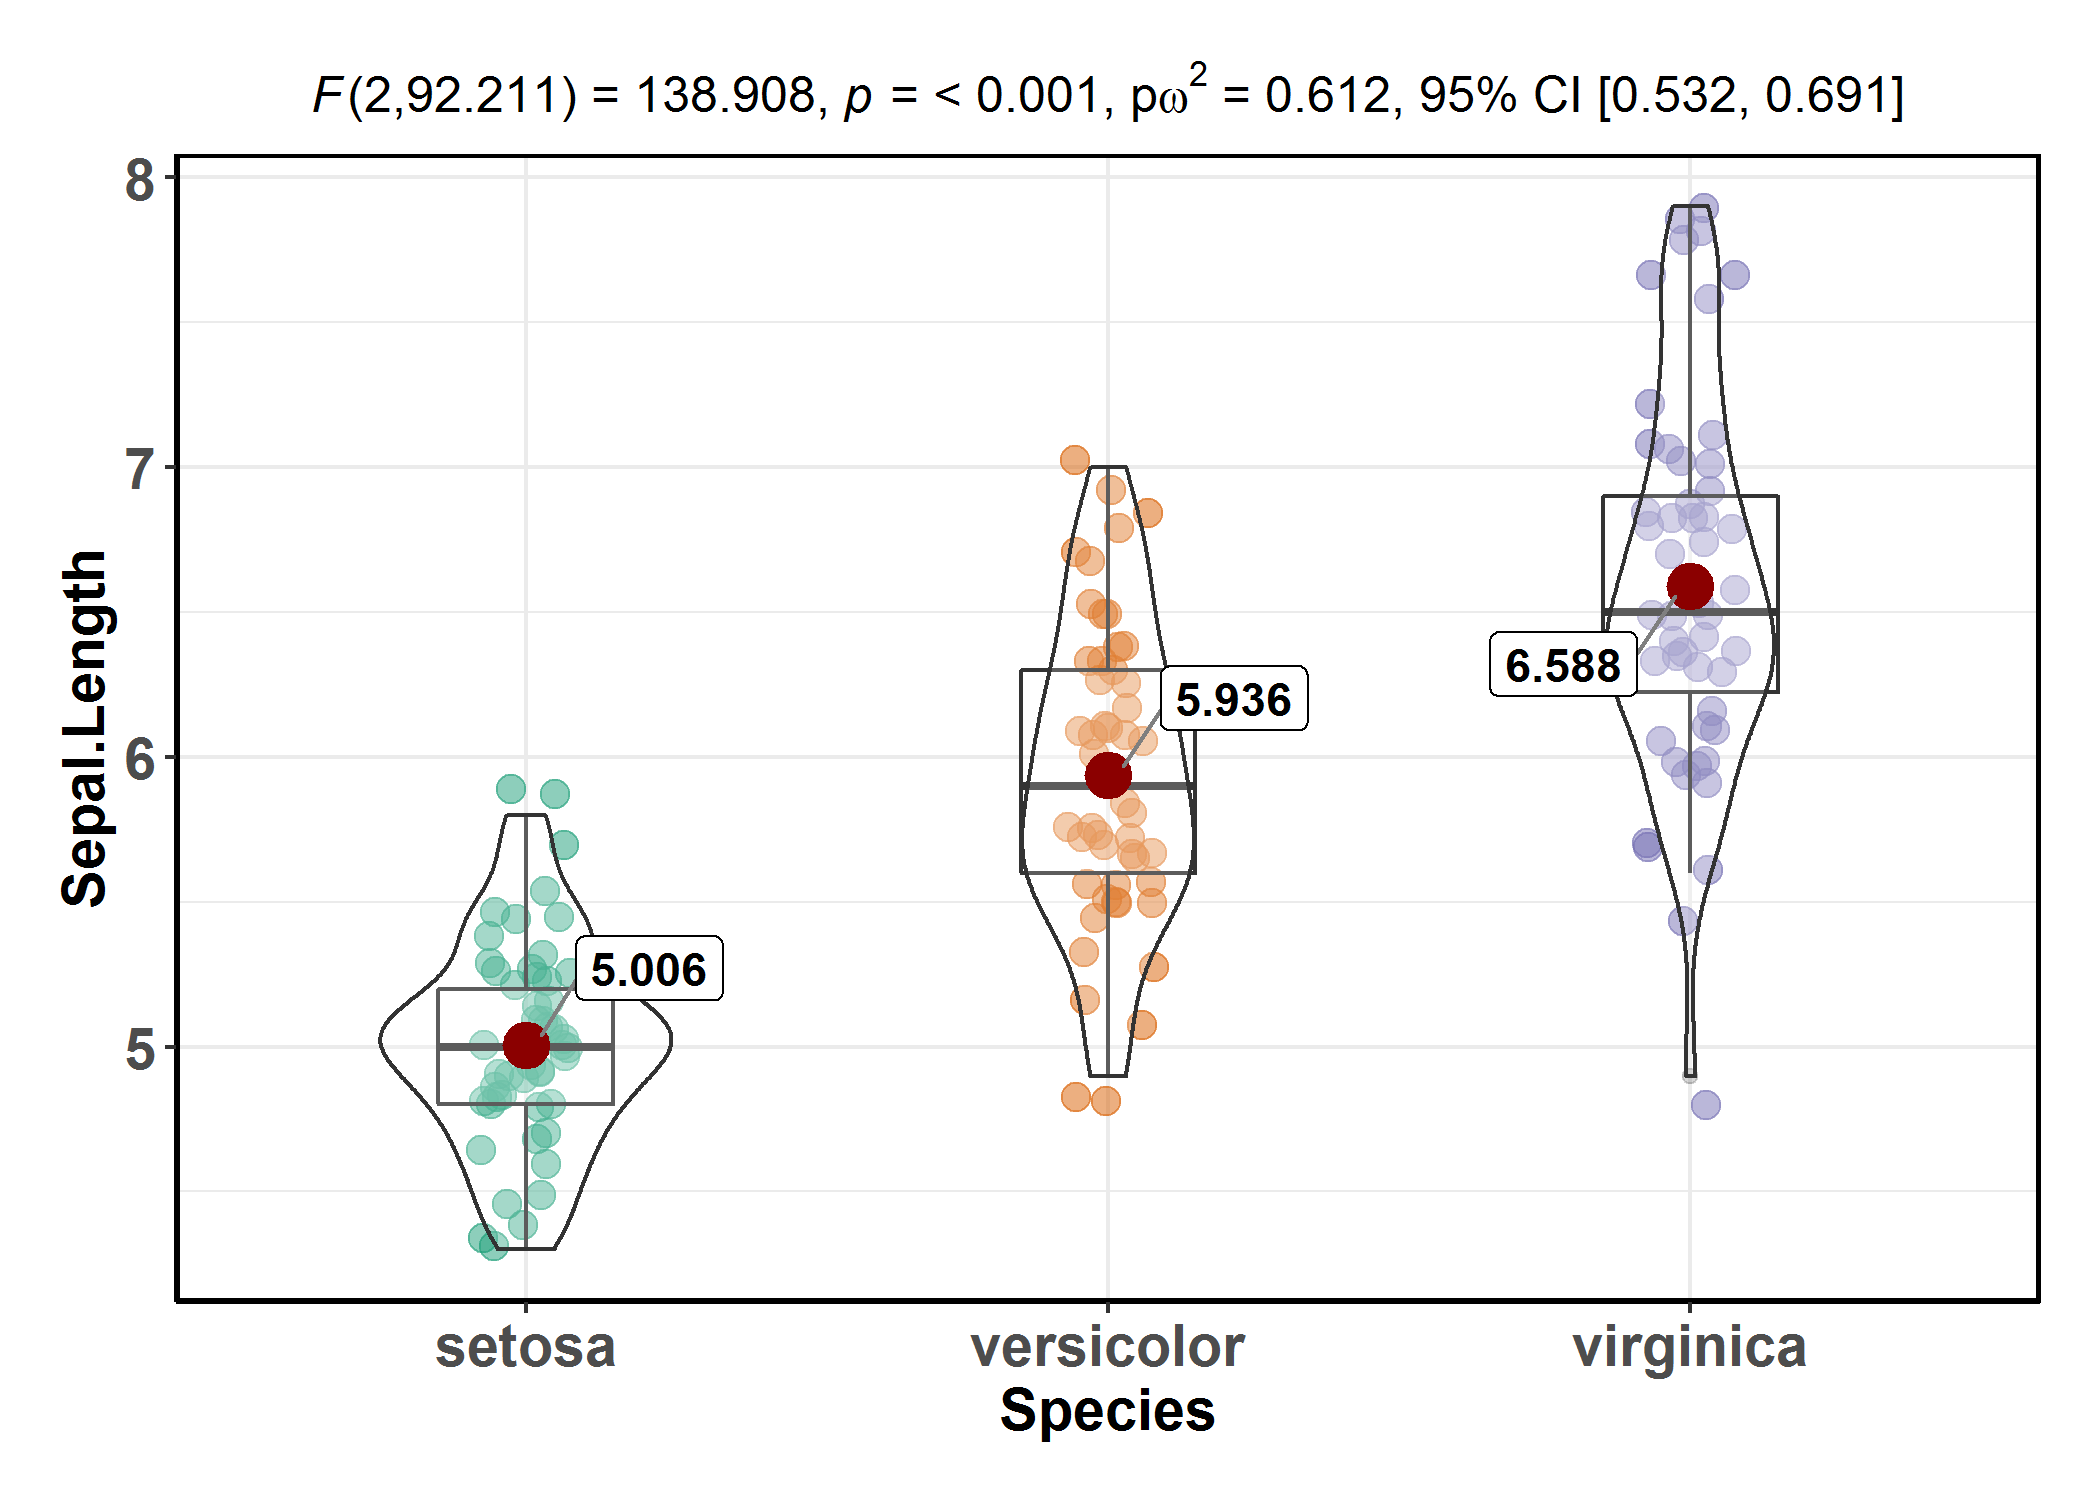 F(2,92.211) = 138.908, p = < 0.001, pω² = 0.612, 95% CI [0.532, 0.691]
8
7
6
5
Sepal.Length
5.006
5.936
6.588
setosa
versicolor
virginica
Species